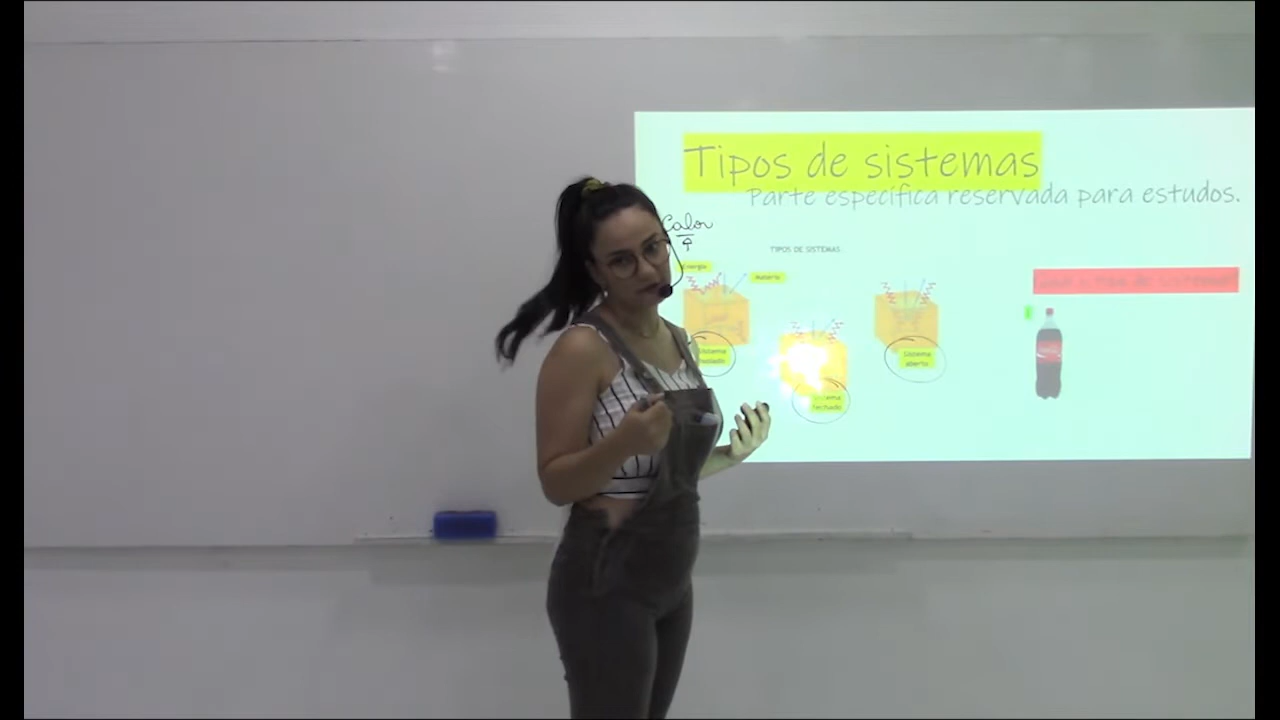 Tipos de sistemas
Parte específica reservada para estudos.
Calor
TIPOS DE SISTEMAS:
Energia
Matéria
Sistema
isolado
Sistema
fechado
Sistema
aberto